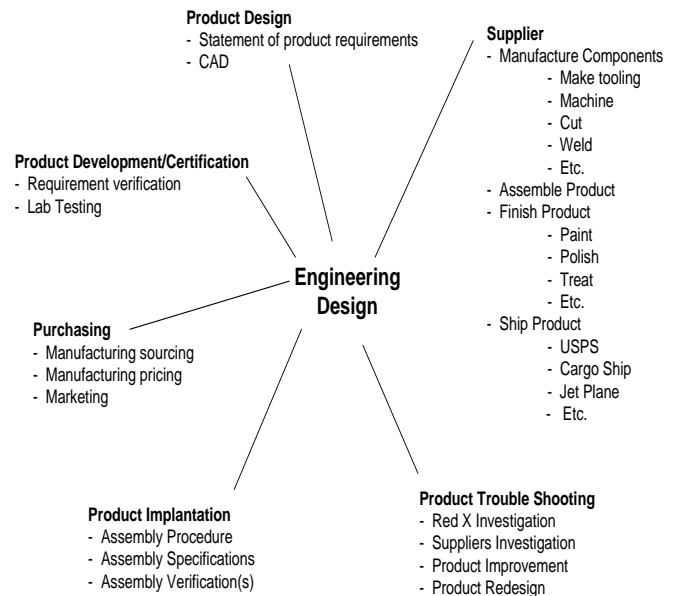 Product Design
- Statement of product requirements
- CAD
Supplier
- Manufacture Components
- Make tooling
- Machine
- Cut
- Weld
- Etc.
- Assemble Product
- Finish Product
- Paint
- Polish
- Treat
- Etc.
- Ship Product
- USPS
- Cargo Ship
- Jet Plane
- Etc.
Product Development/Certification
- Requirement verification
- Lab Testing
Engineering
Design
Purchasing
- Manufacturing sourcing
- Manufacturing pricing
- Marketing
Product Implantation
- Assembly Procedure
- Assembly Specifications
- Assembly Verification(s)
Product Trouble Shooting
- Red X Investigation
- Suppliers Investigation
- Product Improvement
- Product Redesign